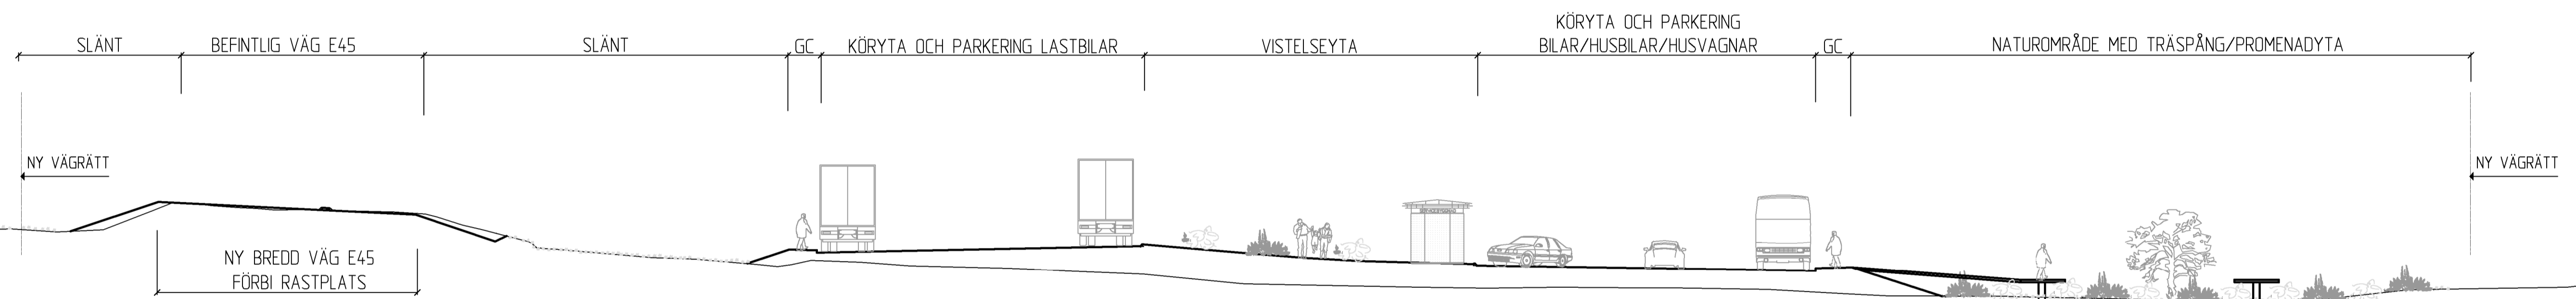 SLÄNT
BEFINTLIG VÄG E45
SLÄNT
GC
KÖRYTA OCH PARKERING LASTBILAR
VISTELSEYTA
KÖRYTA OCH PARKERING
BILAR/HUSBILAR/HUSVAGNAR
GC
NATUROMRÅDE MED TRÄSPÅNG/PROMENADYTA
NY VÄGRÄTT
NY VÄGRÄTT
NY BREDD VÄG E45
FÖRBI RASTPLATS